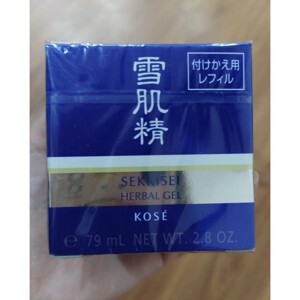 付けかえ用
レフィル
雪肌精
SEKKISEI
HERBAL GEL
KOSÉ
℮ 79 mL NET WT. 2.8 OZ.